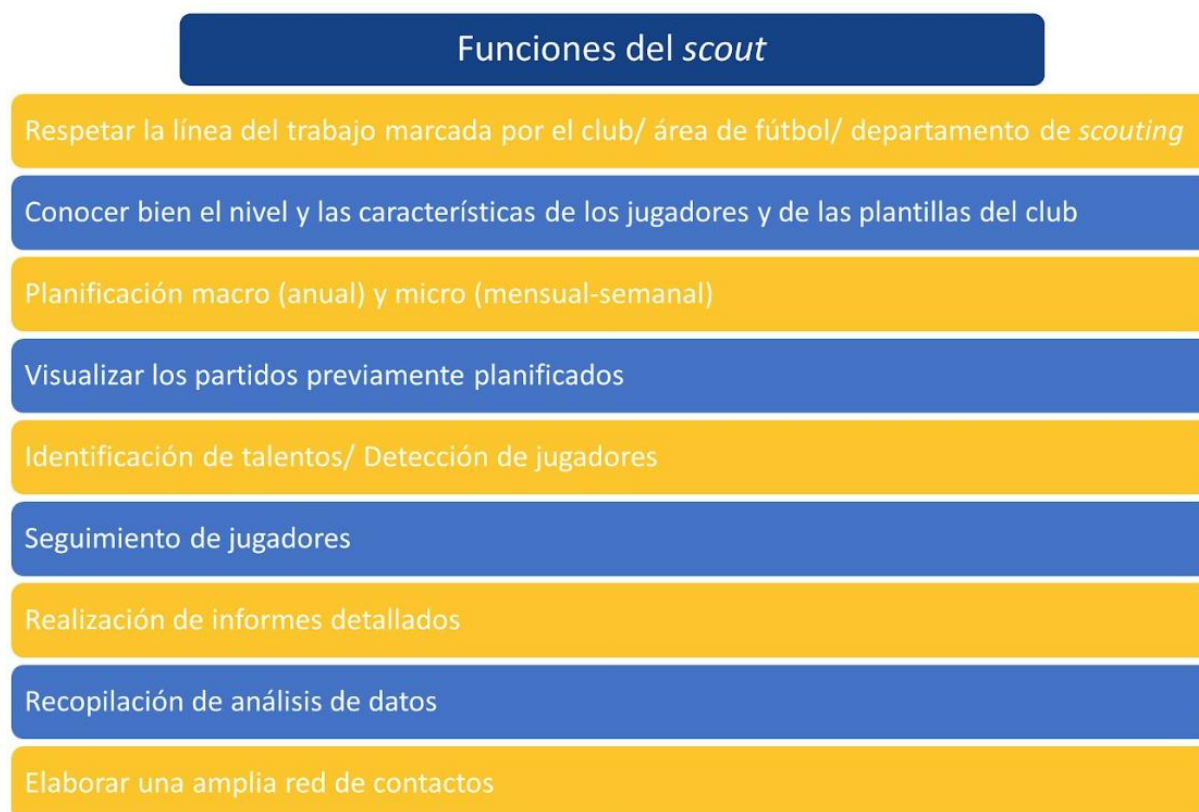 Funciones del scout
Respetar la línea del trabajo marcada por el club/ área de fútbol/ departamento de scouting
Conocer bien el nivel y las características de los jugadores y de las plantillas del club
Planificación macro (anual) y micro (mensual-semanal)
Visualizar los partidos previamente planificados
Identificación de talentos/ Detección de jugadores
Seguimiento de jugadores
Realización de informes detallados
Recopilación de análisis de datos
Elaborar una amplia red de contactos